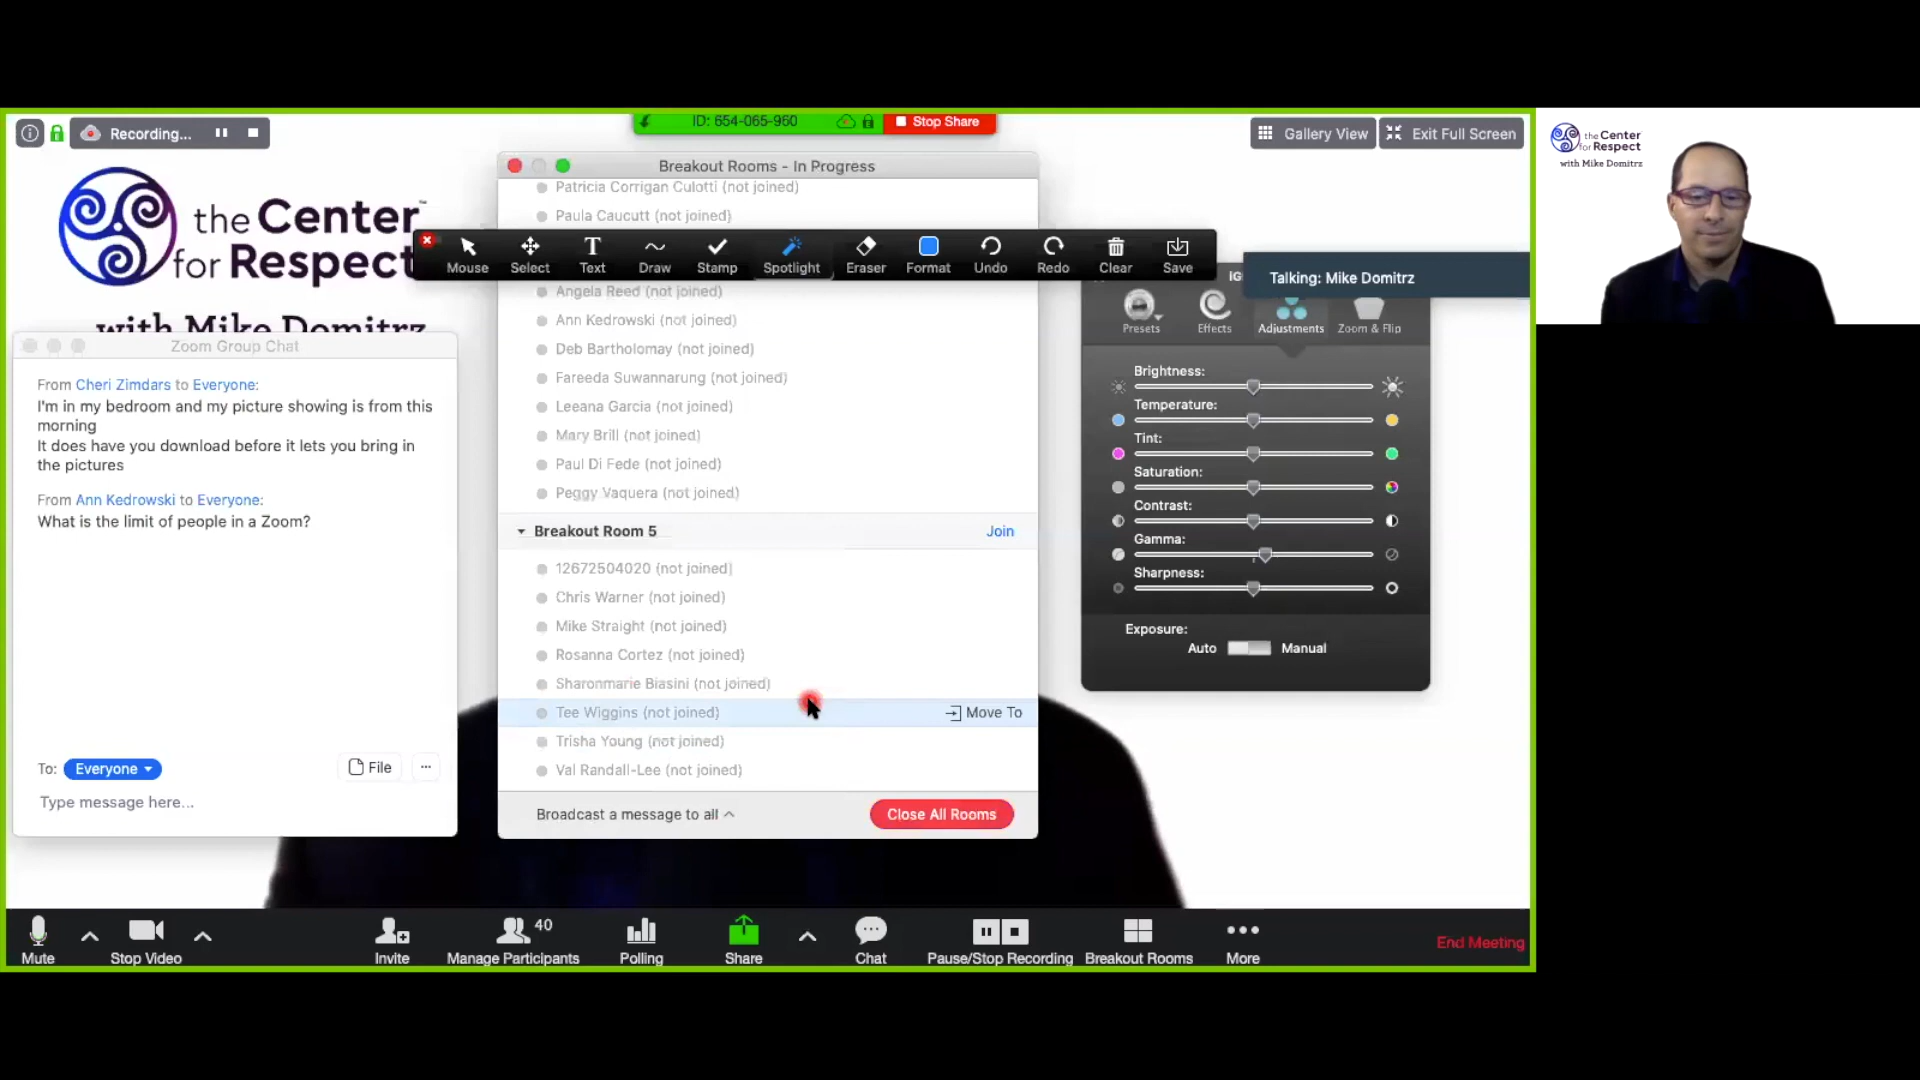 Recording...
ID: 654-065-960
Stop Share
Gallery View
Exit Full Screen
the Center
for Respect
with Mike Domitrz
the Center™
for Respect
with Mike Domitrz
Breakout Rooms - In Progress
Patricia Corrigan Culotti (not joined)
Paula Caucutt (not joined)
Mouse
Select
Text
Draw
Stamp
Spotlight
Eraser
Format
Undo
Redo
Clear
Save
Talking: Mike Domitrz
Angela Reed (not joined)
Ann Kedrowski (not joined)
Deb Bartholomay (not joined)
Fareeda Suwannarung (not joined)
Leeana Garcia (not joined)
Mary Brill (not joined)
Paul Di Fede (not joined)
Peggy Vaquera (not joined)
Breakout Room 5
Join
12672504020 (not joined)
Chris Warner (not joined)
Mike Straight (not joined)
Rosanna Cortez (not joined)
Sharonmarie Biasini (not joined)
Tee Wiggins (not joined)
Move To
Trisha Young (not joined)
Val Randall-Lee (not joined)
Broadcast a message to all
Close All Rooms
Zoom Group Chat
From Cheri Zimdars to Everyone:
I'm in my bedroom and my picture showing is from this
morning
It does have you download before it lets you bring in
the pictures
From Ann Kedrowski to Everyone:
What is the limit of people in a Zoom?
To: Everyone
File
Type message here...
Presets
Effects
Adjustments
Zoom & Flip
Brightness:
Temperature:
Tint:
Saturation:
Contrast:
Gamma:
Sharpness:
Exposure:
Auto
Manual
Mute
Stop Video
Invite
40
Manage Participants
Polling
Share
Chat
Pause/Stop Recording
Breakout Rooms
More
End Meeting